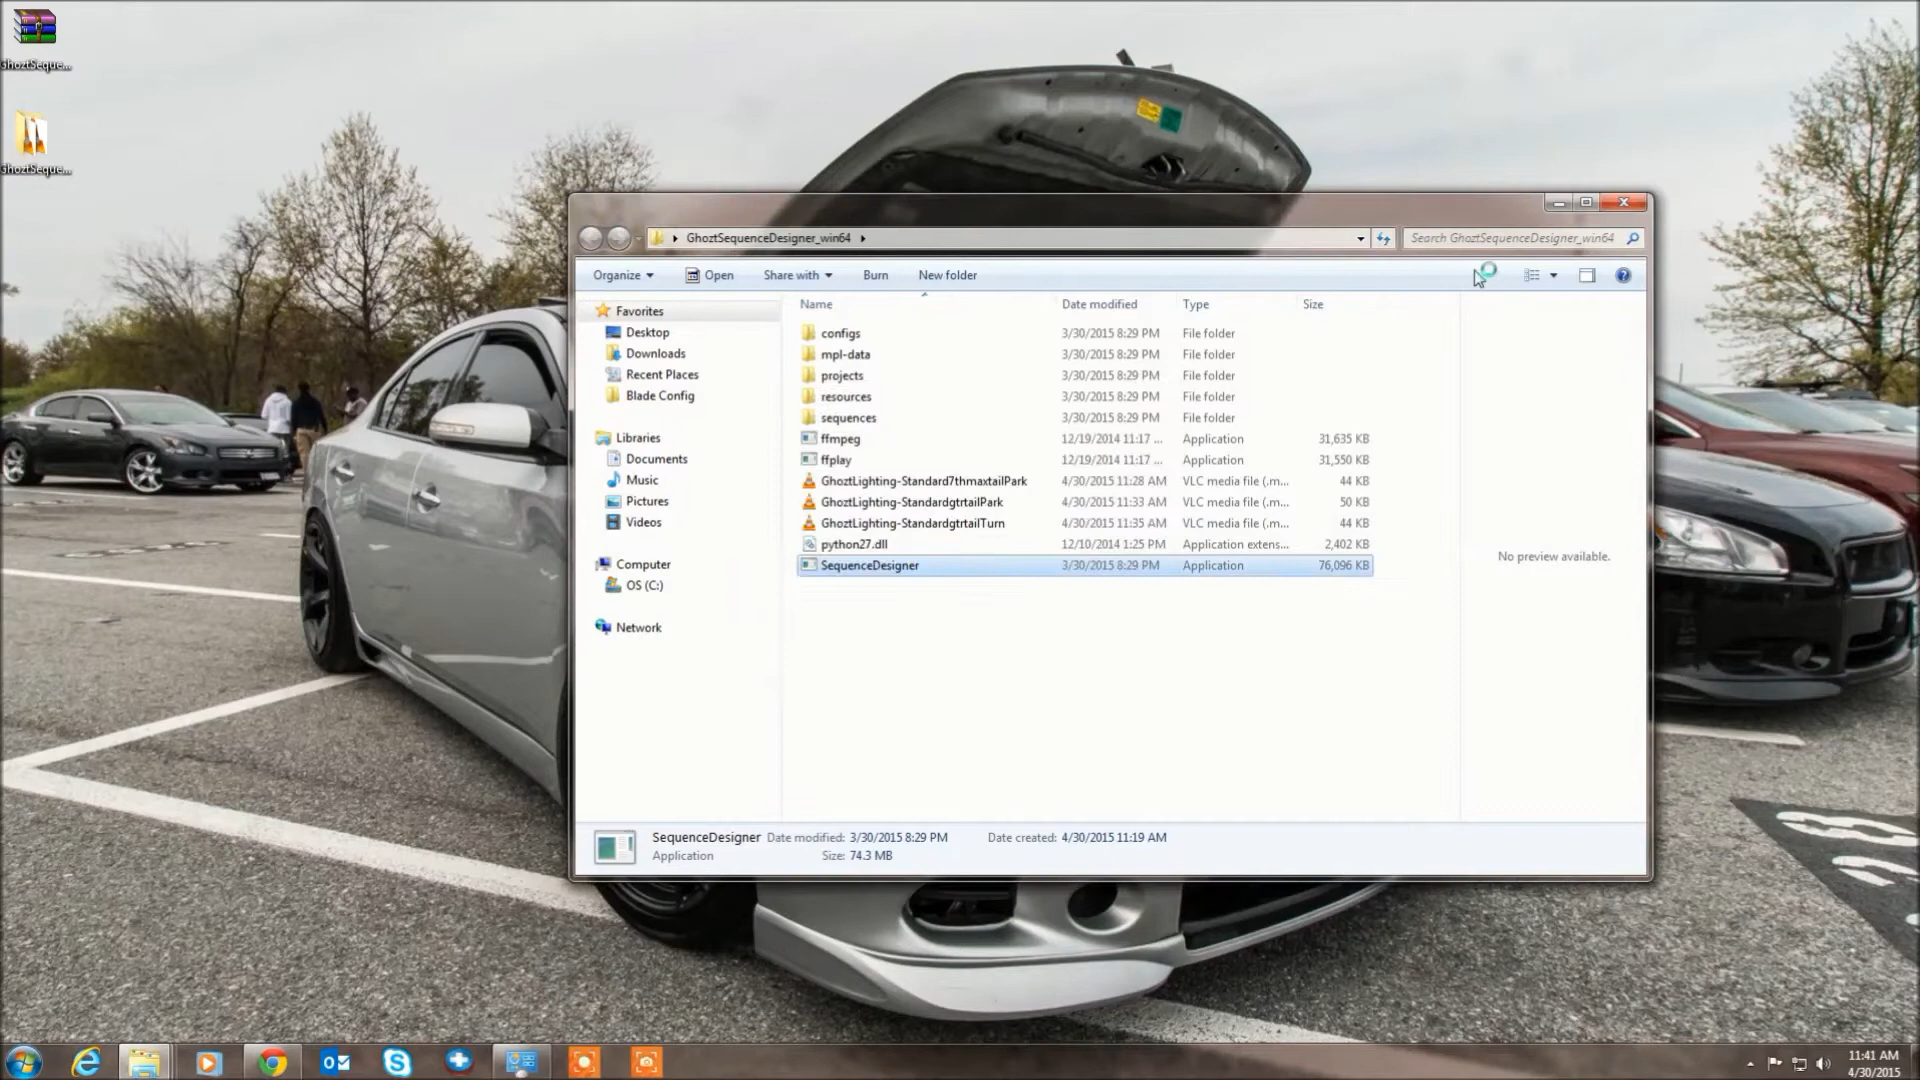 GhoztSeque...
GhoztSeque...
GhoztSequenceDesigner_win64
Search GhoztSequenceDesigner_win64
Organize
Open
Share with
Burn
New folder
Name Date modified Type Size
Favorites
Desktop
Downloads
Recent Places
Blade Config
Libraries
Documents
Music
Pictures
Videos
Computer
OS (C:)
Network
configs 3/30/2015 8:29 PM File folder
mpl-data 3/30/2015 8:29 PM File folder
projects 3/30/2015 8:29 PM File folder
resources 3/30/2015 8:29 PM File folder
sequences 3/30/2015 8:29 PM File folder
ffmpeg 12/19/2014 11:17 ... Application 31,635 KB
ffplay 12/19/2014 11:17 ... Application 31,550 KB
GhoztLighting-Standard7thmaxtailPark 4/30/2015 11:28 AM VLC media file (.m... 44 KB
GhoztLighting-StandardgtrtailPark 4/30/2015 11:33 AM VLC media file (.m... 50 KB
GhoztLighting-StandardgtrtailTurn 4/30/2015 11:35 AM VLC media file (.m... 44 KB
python27.dll 12/10/2014 1:25 PM Application extens... 2,402 KB
SequenceDesigner 3/30/2015 8:29 PM Application 76,096 KB
No preview available.
SequenceDesigner Date modified: 3/30/2015 8:29 PM Date created: 4/30/2015 11:19 AM
Application Size: 74.3 MB
11:41 AM
4/30/2015